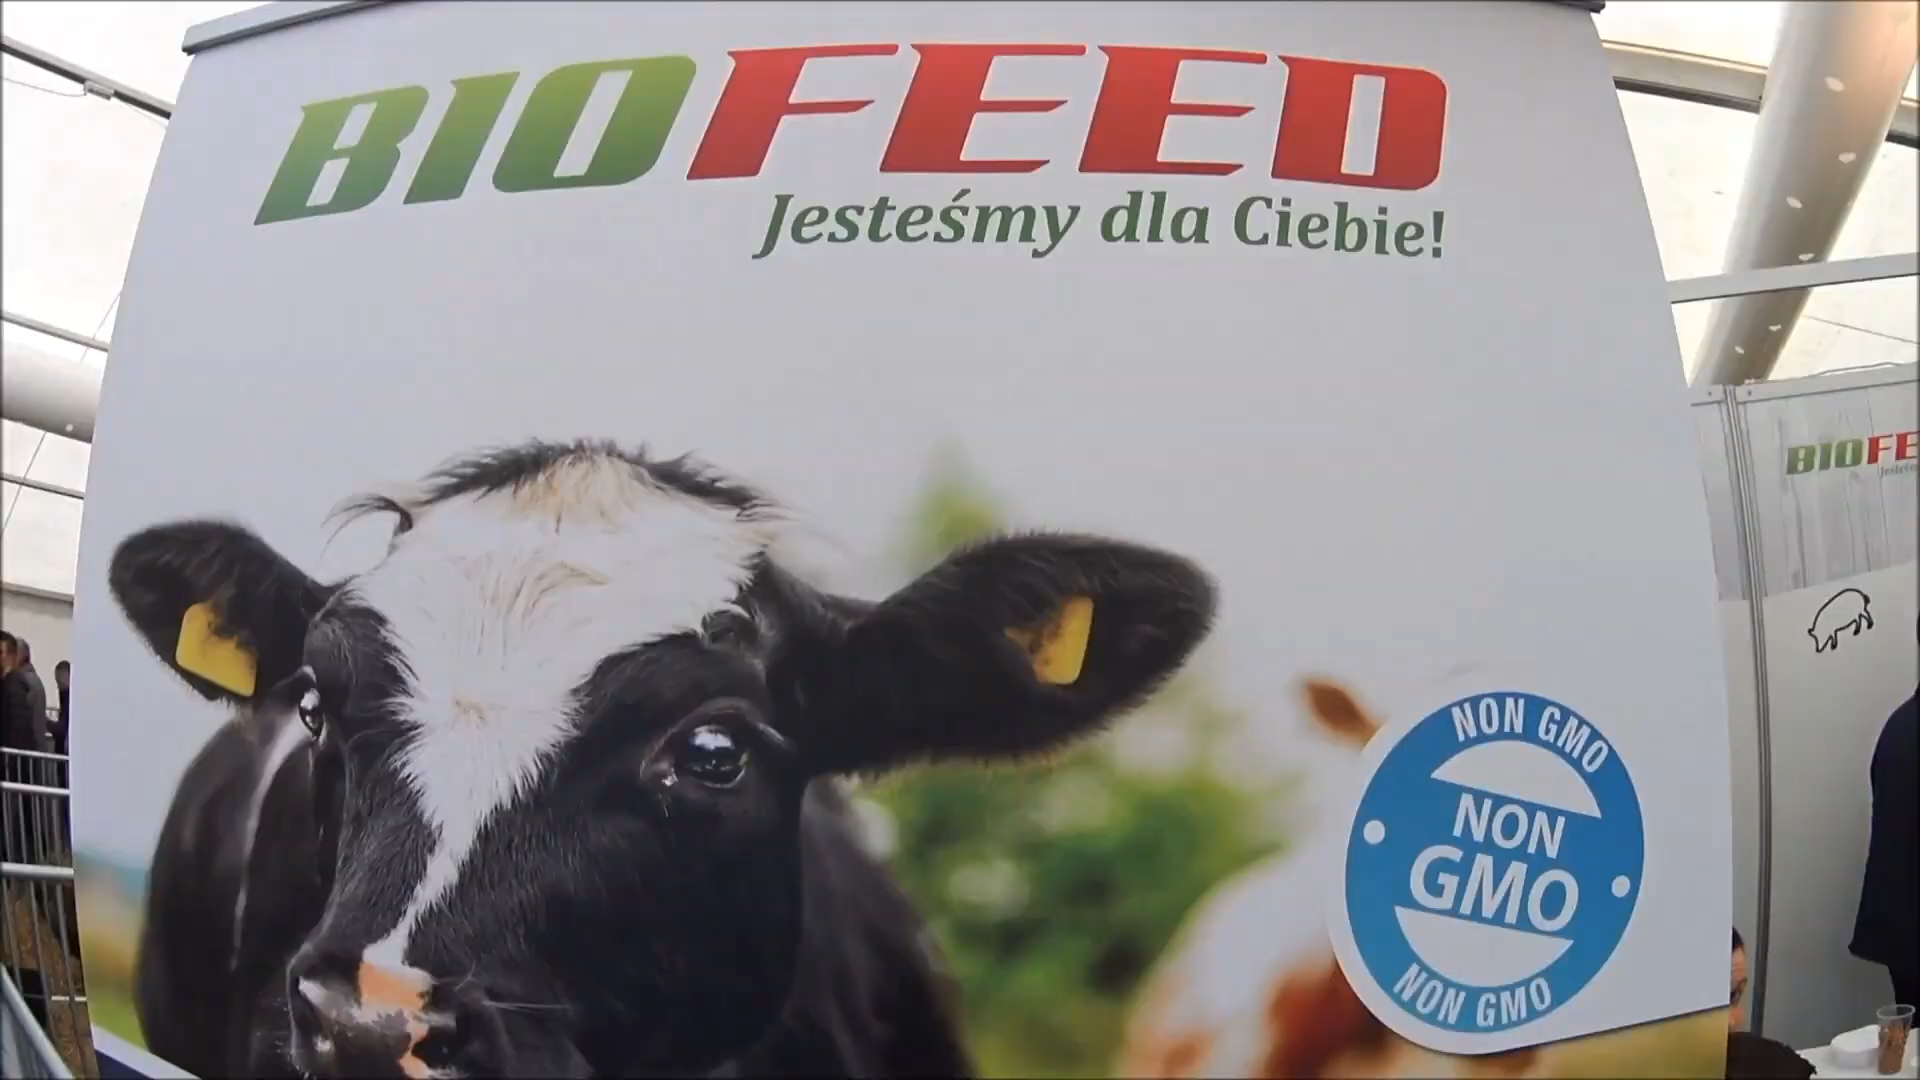 BIOFEED
Jesteśmy dla Ciebie!
NON GMO
NON
GMO
NON GMO
BIOFE